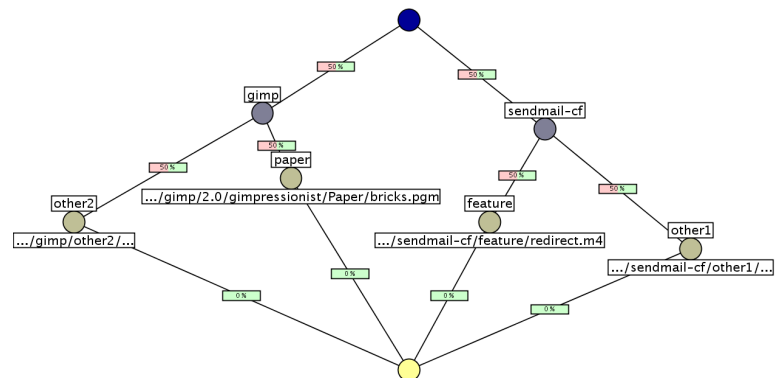 50 %
50 %
gimp
sendmail-cf
50 %
paper
50 %
50 %
50 %
.../gimp/2.0/gimpressionist/Paper/bricks.pgm
other2
feature
other1
.../gimp/other2/...
.../sendmail-cf/feature/redirect.m4
.../sendmail-cf/other1/...
0 %
0 %
0 %
0 %